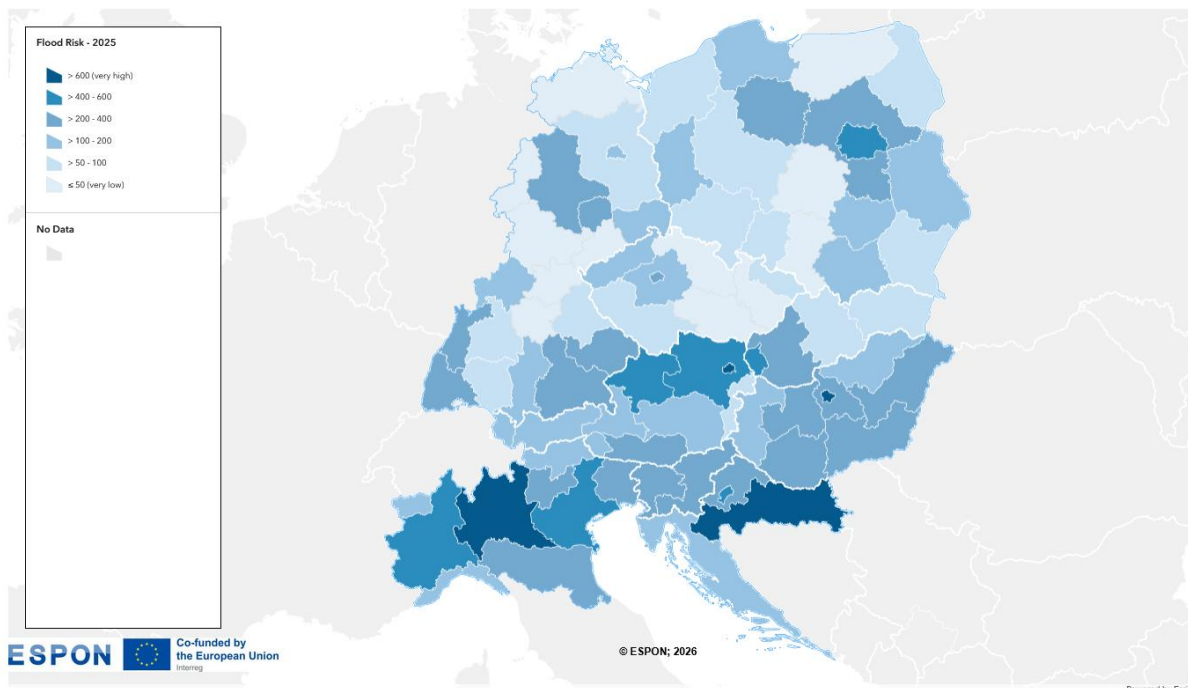 Flood Risk - 2025
> 600 (very high)
> 400 - 600
> 200 - 400
> 100 - 200
> 50 - 100
≤ 50 (very low)
No Data
ESPON
Co-funded by
the European Union
Interreg
© ESPON; 2026